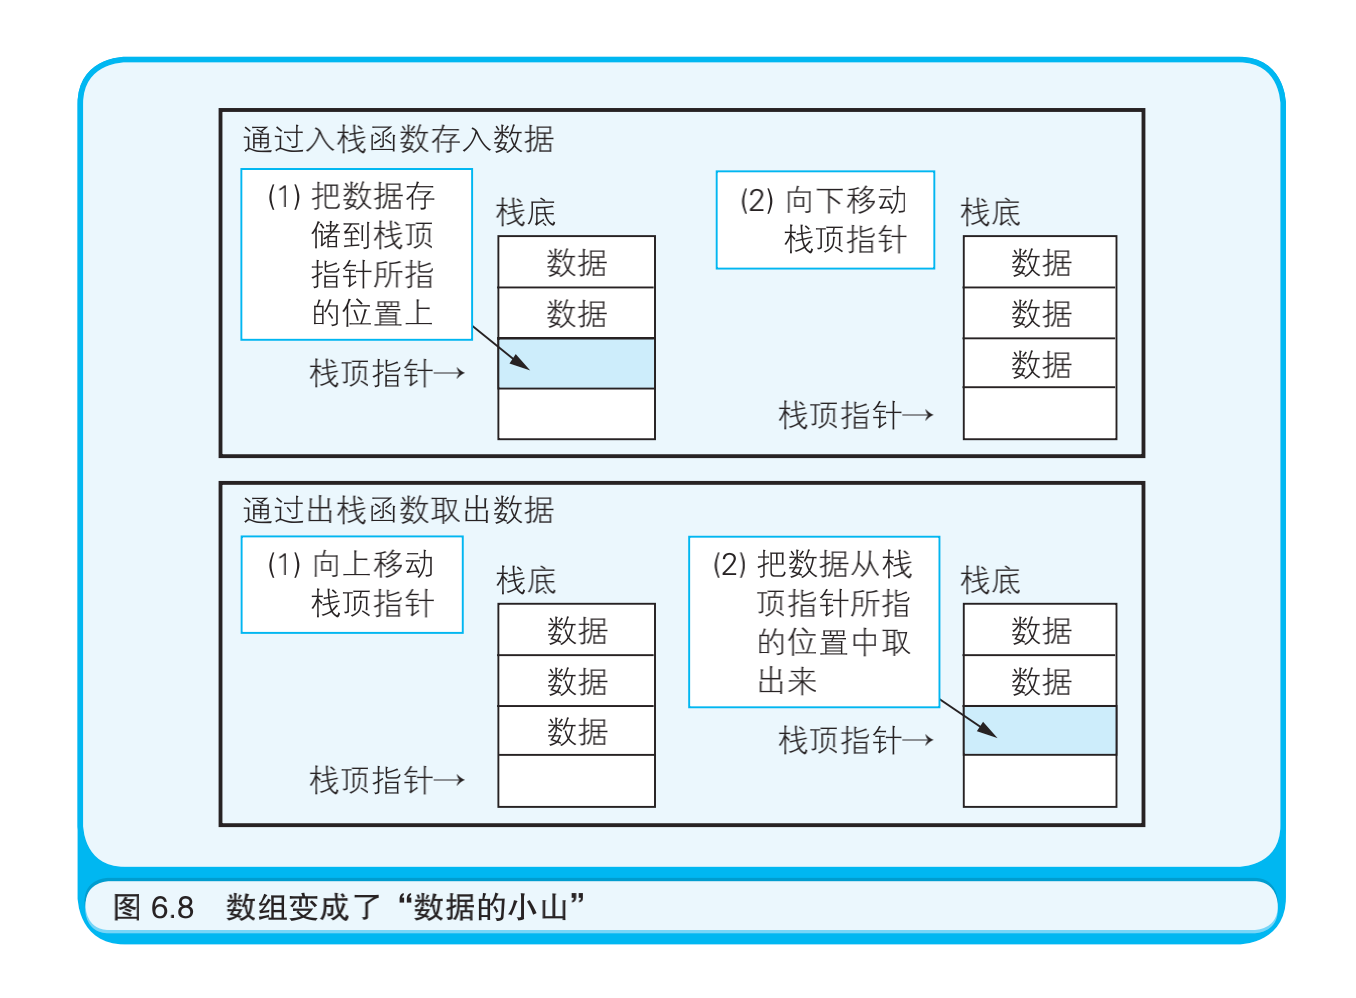 通过入栈函数存入数据
(1) 把数据存
储到栈顶
指针所指
的位置上
栈底
数据
数据
栈顶指针→
(2) 向下移动
栈顶指针
栈底
数据
数据
数据
栈顶指针→
通过出栈函数取出数据
(1) 向上移动
栈顶指针
栈底
数据
数据
数据
栈顶指针→
(2) 把数据从栈
顶指针所指
的位置中取
出来
栈底
数据
数据
栈顶指针→
图 6.8 数组变成了“数据的小山”